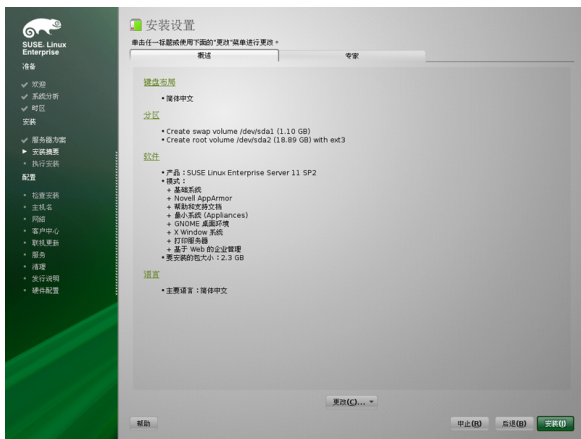 SUSE. Linux
Enterprise
准备
欢迎
系统分析
时区
安装
服务器方案
安装摘要
执行安装
配置
检查安装
主机名
网络
客户中心
联机更新
服务
清理
发行说明
硬件配置
安装设置
单击任一标题或使用下面的"更改"菜单进行更改。
概述
专家
键盘布局
• 简体中文
分区
• Create swap volume /dev/sda1 (1.10 GB)
• Create root volume /dev/sda2 (18.89 GB) with ext3
软件
• 产品：SUSE Linux Enterprise Server 11 SP2
• 模式：
+ 基础系统
+ Novell AppArmor
+ 帮助和支持文档
+ 最小系统 (Appliances)
+ GNOME 桌面环境
+ X Window 系统
+ 打印服务器
+ 基于 Web 的企业管理
• 要安装的包大小：2.3 GB
语言
• 主要语言：简体中文
更改(C)...
帮助
中止(R)
后退(B)
安装(I)